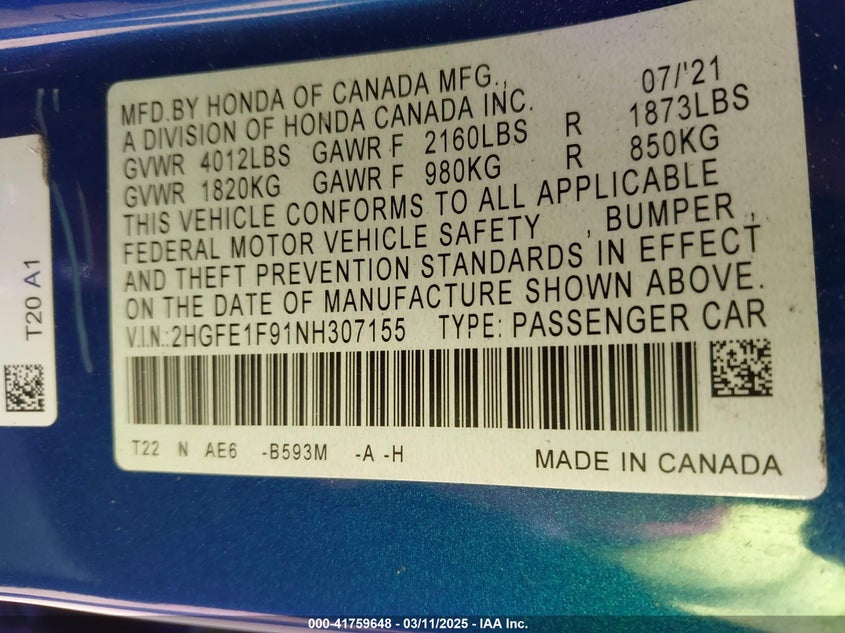 MFD.BY HONDA OF CANADA MFG., 07/'21
A DIVISION OF HONDA CANADA INC.
GVWR 4012LBS GAWR F 2160LBS R 1873LBS
GVWR 1820KG GAWR F 980KG R 850KG
THIS VEHICLE CONFORMS TO ALL APPLICABLE
FEDERAL MOTOR VEHICLE SAFETY , BUMPER ,
AND THEFT PREVENTION STANDARDS IN EFFECT
ON THE DATE OF MANUFACTURE SHOWN ABOVE.
V.I.N.:2HGFE1F91NH307155 TYPE: PASSENGER CAR
T22 N AE6 -B593M -A -H
MADE IN CANADA
T20 A1
000-41759648 - 03/11/2025 - IAA Inc.